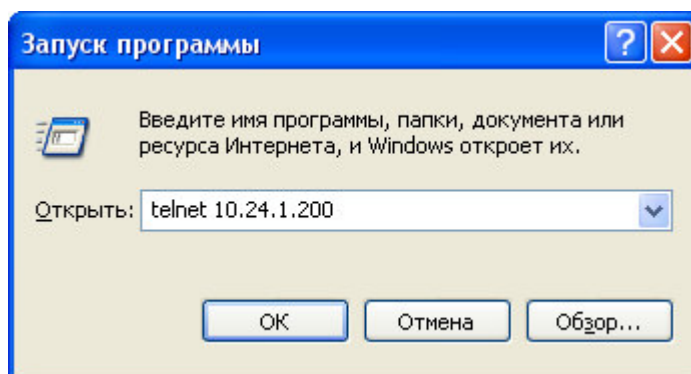 Запуск программы
Введите имя программы, папки, документа или
ресурса Интернета, и Windows откроет их.
Открыть: telnet 10.24.1.200
ОК Отмена Обзор...